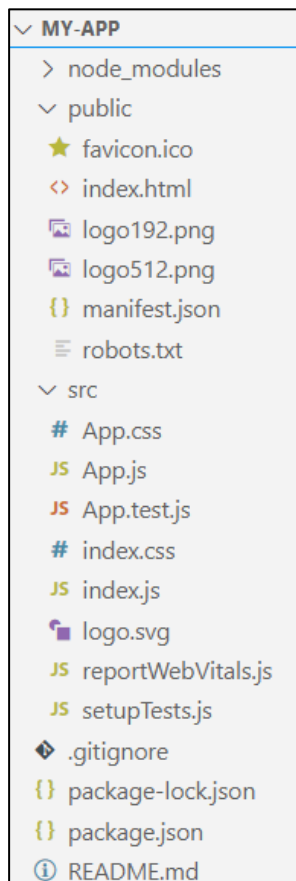 MY-APP
node_modules
public
favicon.ico
index.html
logo192.png
logo512.png
manifest.json
robots.txt
src
App.css
App.js
App.test.js
index.css
index.js
logo.svg
reportWebVitals.js
setupTests.js
.gitignore
package-lock.json
package.json
README.md